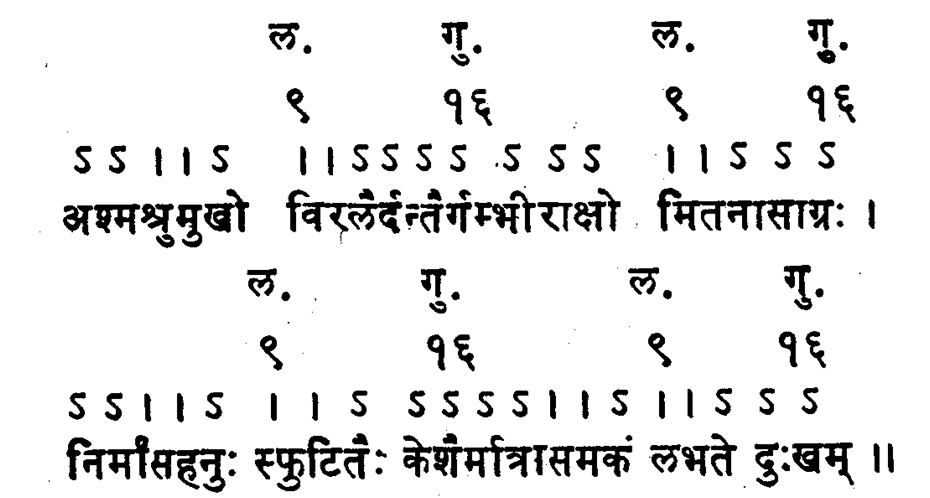 ल. गु. ल. गु.
९ १६ ९ १६
ऽ ऽ । । ऽ । । ऽ ऽ ऽ ऽ ऽ ऽ ऽ । । ऽ ऽ ऽ
अश्मश्रुमुखो विरलैर्दन्तैर्गम्भीराक्षो मितनासाग्रः ।
ल. गु. ल. गु.
९ १६ ९ १६
ऽ ऽ । । ऽ । । ऽ ऽ ऽ ऽ ऽ । । ऽ । । ऽ ऽ ऽ
निर्मांसहनुः स्फुटितैः केशैर्मात्रासमकं लभते दुःखम् ॥